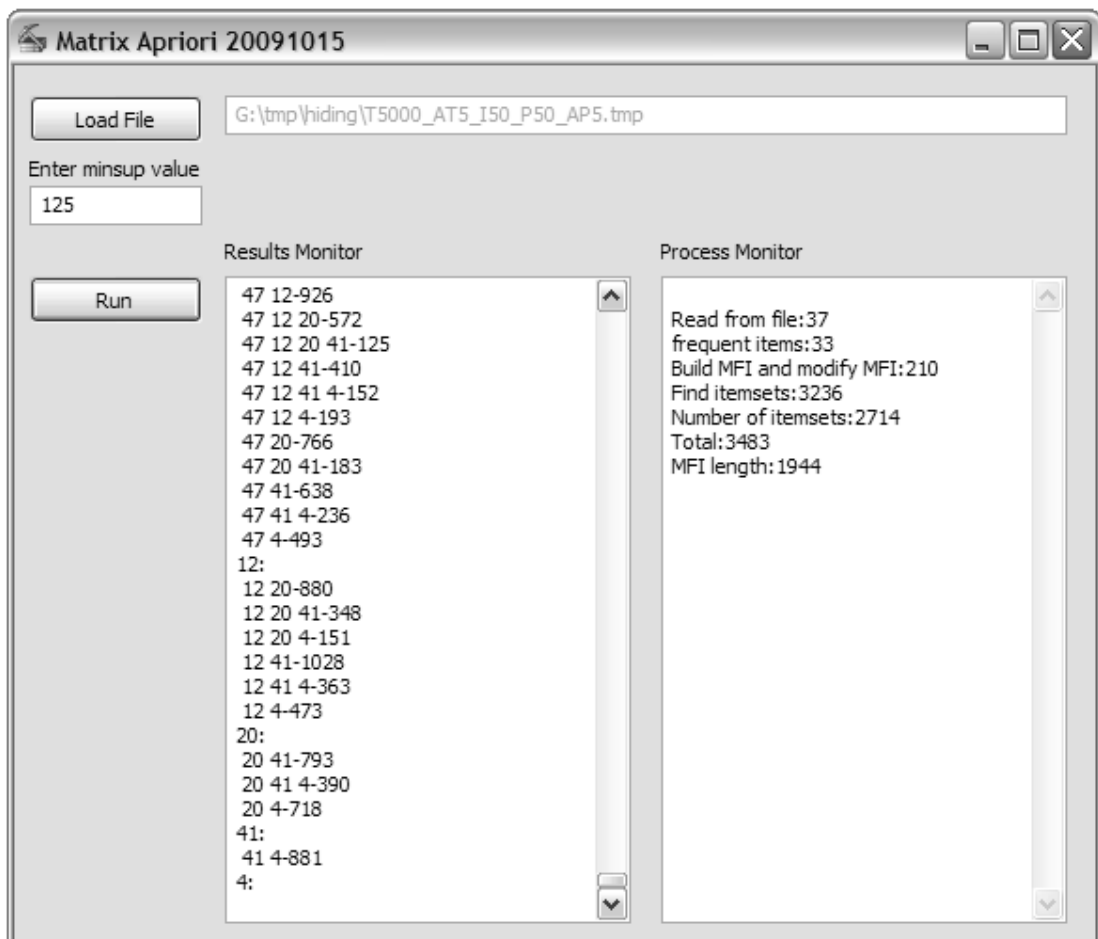 Matrix Apriori 20091015
Load File
G:\tmp\hiding\T5000_AT5_I50_P50_AP5.tmp
Enter minsup value
125
Run
Results Monitor
47 12-926
47 12 20-572
47 12 20 41-125
47 12 41-410
47 12 41 4-152
47 12 4-193
47 20-766
47 20 41-183
47 41-638
47 41 4-236
47 4-493
12:
12 20-880
12 20 41-348
12 20 4-151
12 41-1028
12 41 4-363
12 4-473
20:
20 41-793
20 41 4-390
20 4-718
41:
41 4-881
4:
Process Monitor
Read from file:37
frequent items:33
Build MFI and modify MFI:210
Find itemsets:3236
Number of itemsets:2714
Total:3483
MFI length:1944